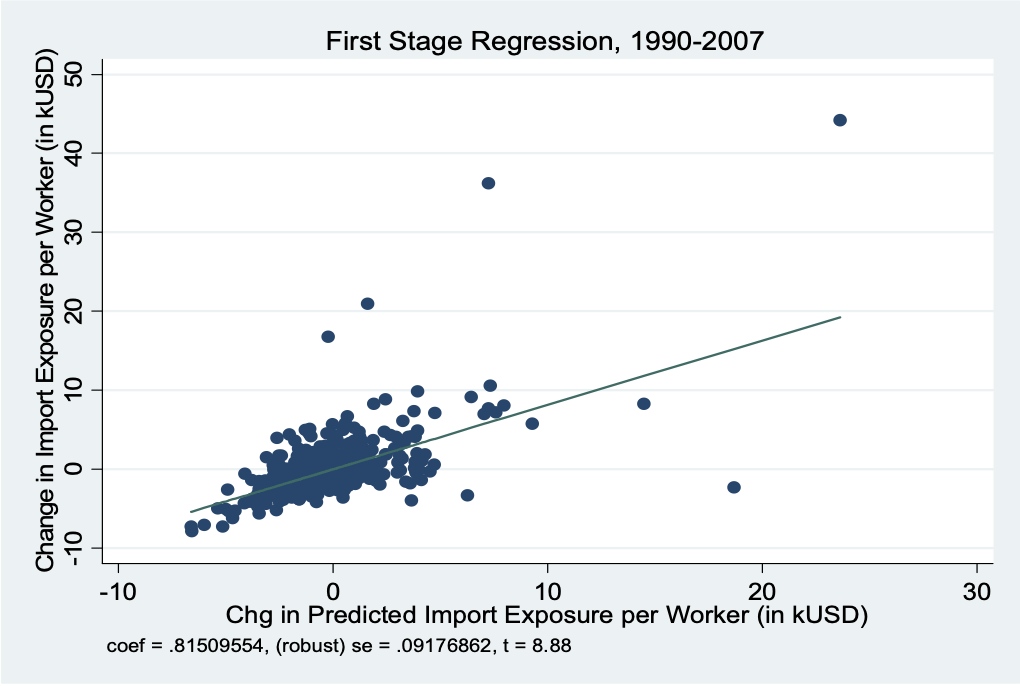 First Stage Regression, 1990-2007
Change in Import Exposure per Worker (in kUSD)
50
40
30
20
10
0
-10
-10 0 10 20 30
Chg in Predicted Import Exposure per Worker (in kUSD)
coef = .81509554, (robust) se = .09176862, t = 8.88